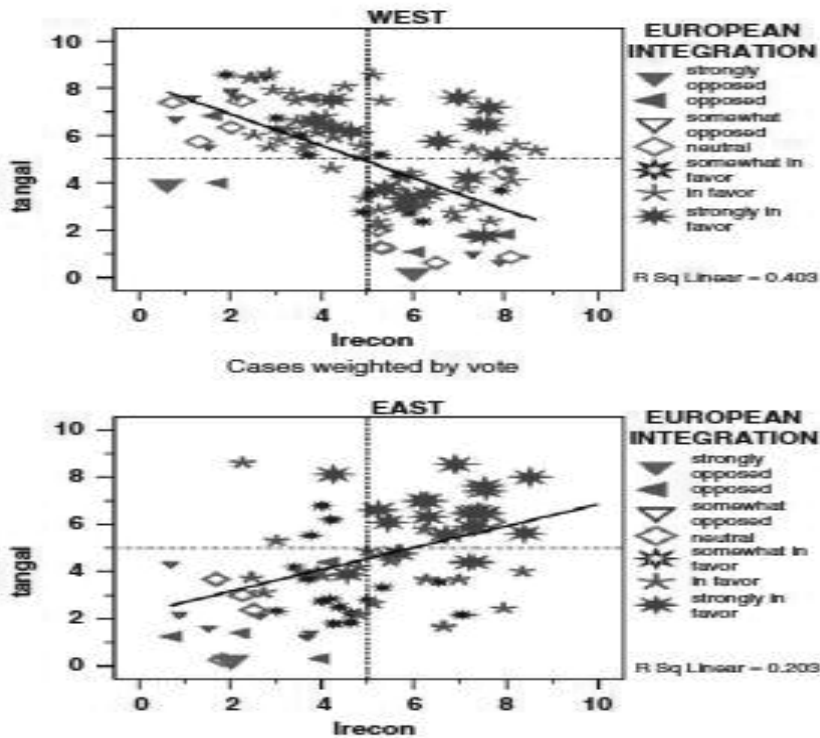 WEST
10
8
6
4
2
0
tangal
0 2 4 6 8 10
lrecon
Cases weighted by vote
EUROPEAN
INTEGRATION
strongly
opposed
opposed
somewhat
opposed
neutral
somewhat in
favor
in favor
strongly in
favor
R Sq Linear = 0.403
EAST
10
8
6
4
2
0
tangal
0 2 4 6 8 10
lrecon
EUROPEAN
INTEGRATION
strongly
opposed
opposed
somewhat
opposed
neutral
somewhat in
favor
in favor
strongly in
favor
R Sq Linear = 0.203